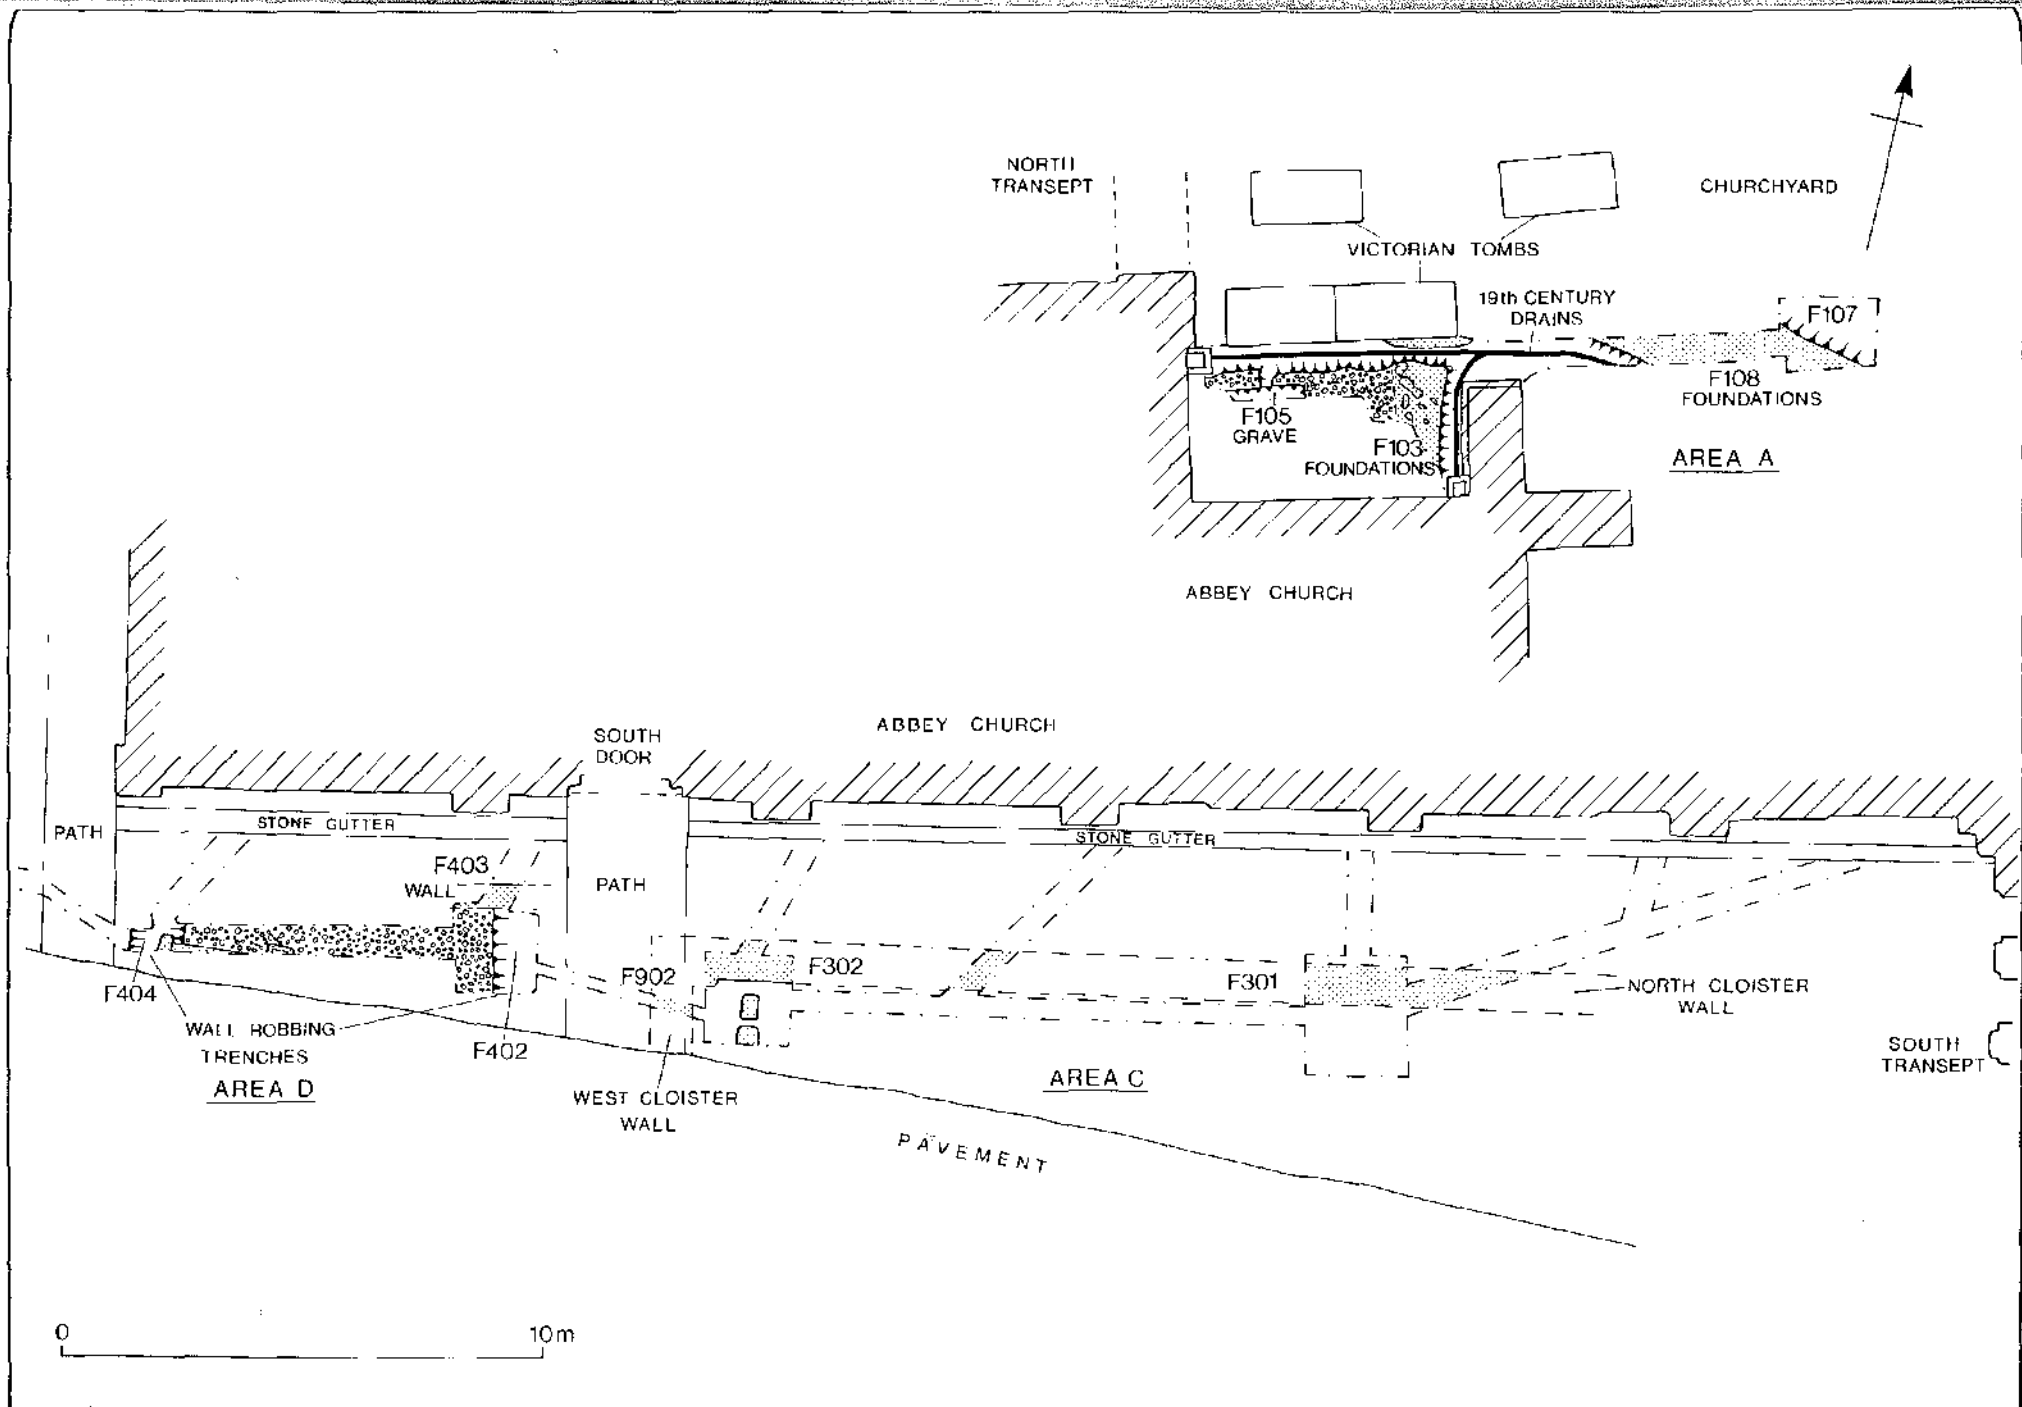 NORTH
TRANSEPT
CHURCHYARD
VICTORIAN TOMBS
19th CENTURY
DRAINS
F107
F108
FOUNDATIONS
F105
GRAVE
F103
FOUNDATIONS
AREA A
ABBEY CHURCH
ABBEY CHURCH
SOUTH
DOOR
PATH
STONE GUTTER
STONE GUTTER
F403
WALL
PATH
F404
F902
F302
F301
NORTH CLOISTER
WALL
WALL ROBBING
TRENCHES
F402
SOUTH
TRANSEPT
AREA D
AREA C
WEST CLOISTER
WALL
PAVEMENT
0 10m